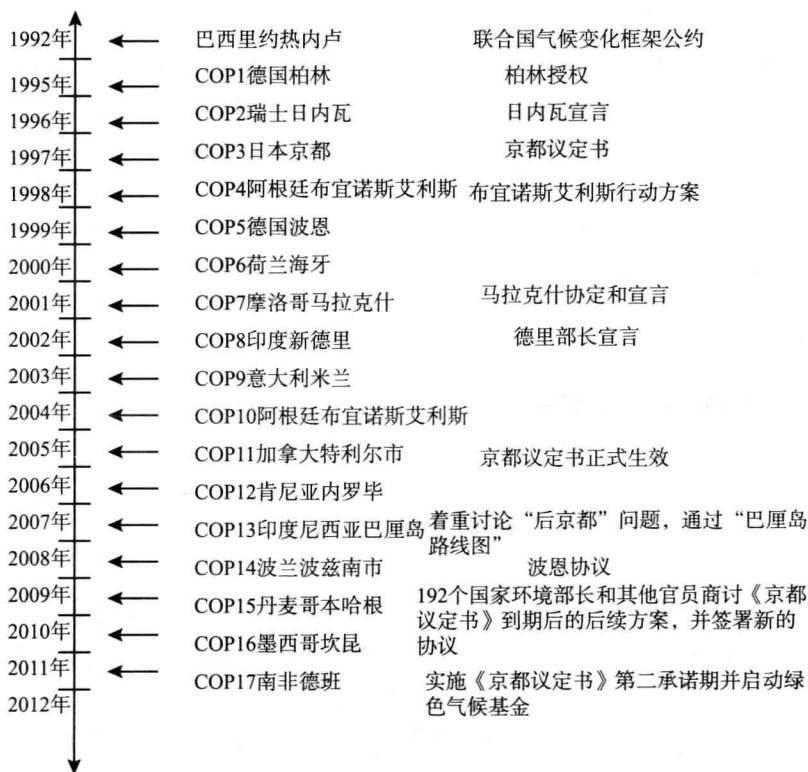 1992年 巴西里约热内卢 联合国气候变化框架公约
1995年 COP1德国柏林 柏林授权
1996年 COP2瑞士日内瓦 日内瓦宣言
1997年 COP3日本京都 京都议定书
1998年 COP4阿根廷布宜诺斯艾利斯 布宜诺斯艾利斯行动方案
1999年 COP5德国波恩
2000年 COP6荷兰海牙
2001年 COP7摩洛哥马拉克什 马拉克什协定和宣言
2002年 COP8印度新德里 德里部长宣言
2003年 COP9意大利米兰
2004年 COP10阿根廷布宜诺斯艾利斯
2005年 COP11加拿大特利尔市 京都议定书正式生效
2006年 COP12肯尼亚内罗毕
2007年 COP13印度尼西亚巴厘岛 着重讨论“后京都”问题，通过“巴厘岛
路线图”
2008年 COP14波兰波兹南市 波恩协议
2009年 COP15丹麦哥本哈根 192个国家环境部长和其他官员商讨《京都
议定书》到期后的后续方案，并签署新的
2010年 COP16墨西哥坎昆 协议
2011年 COP17南非德班 实施《京都议定书》第二承诺期并启动绿
2012年 色气候基金